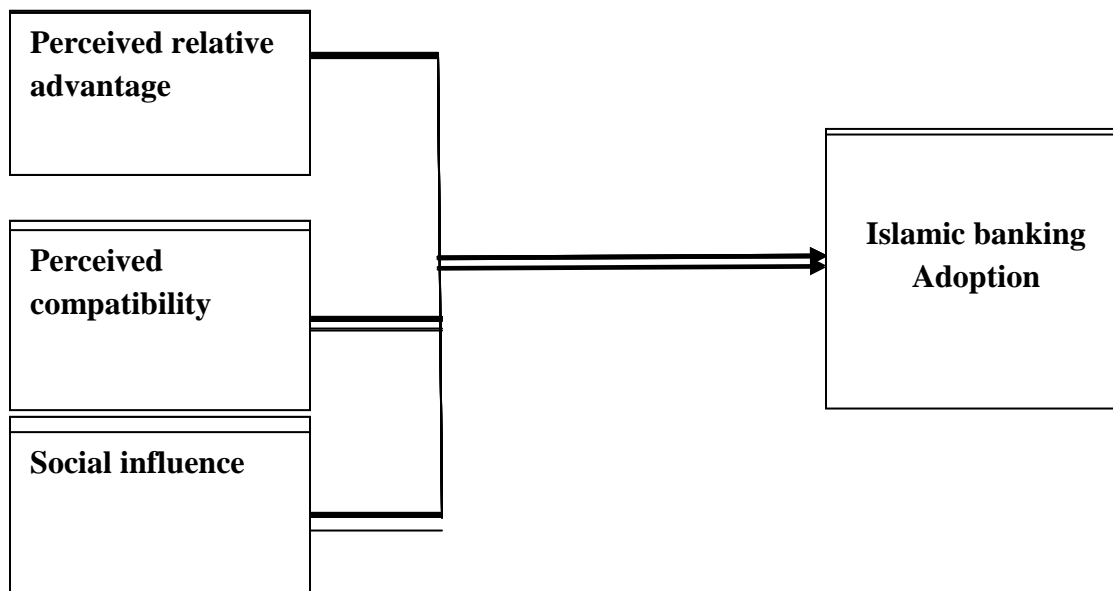 Perceived relative
advantage
Perceived
compatibility
Social influence
Islamic banking
Adoption